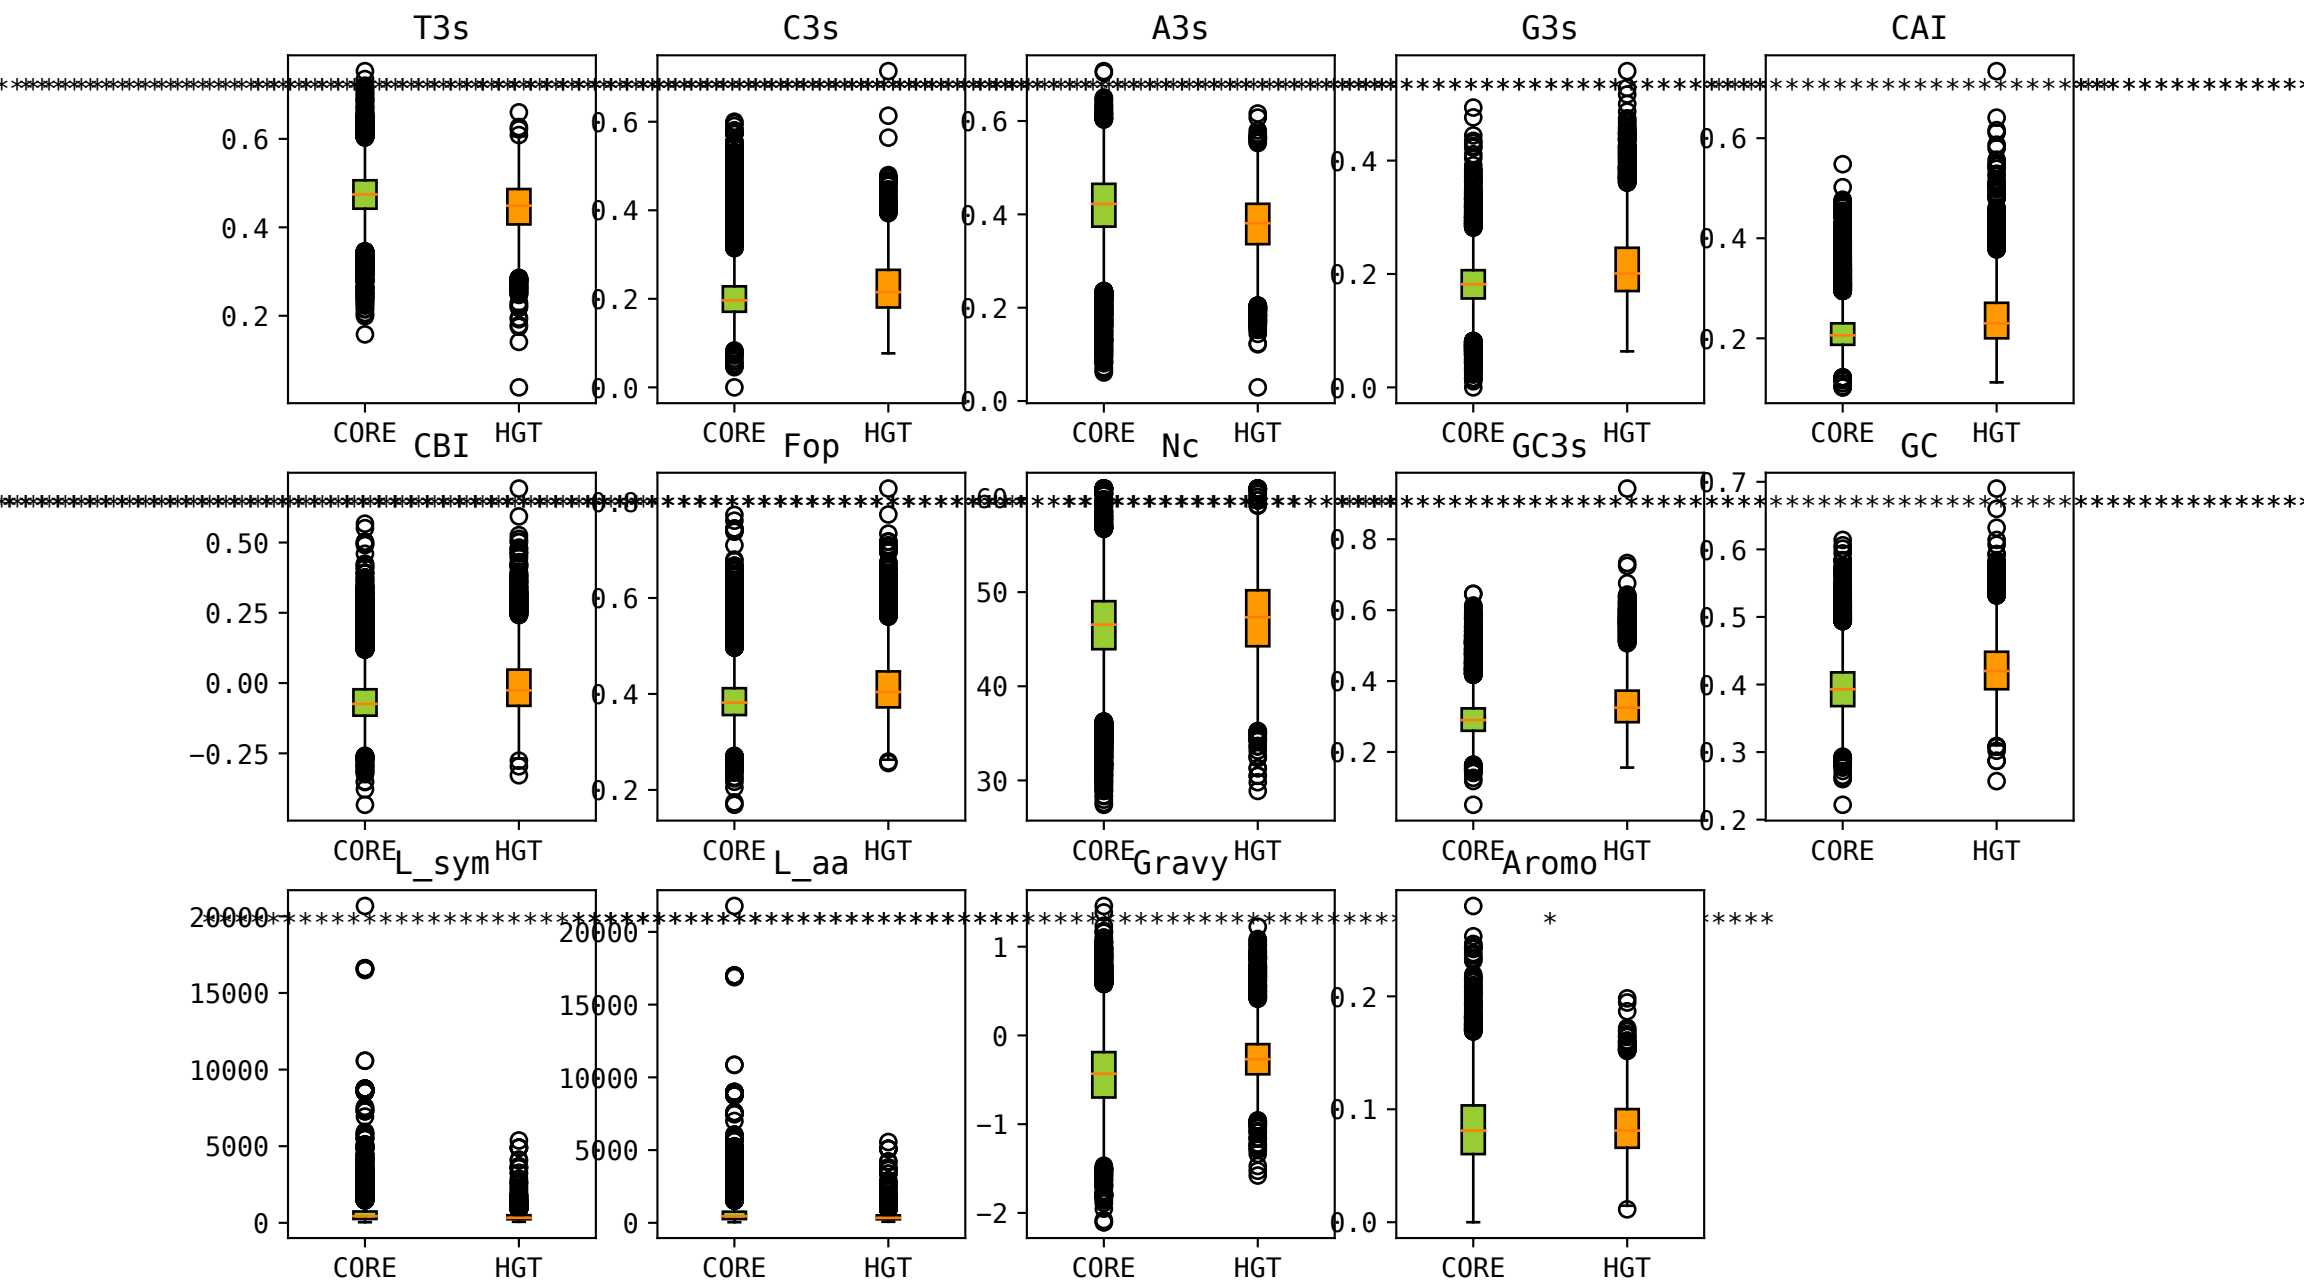 T3s C3s A3s G3s CAI
0.6 0.6 0.6 0.4 0.6
0.4 0.4 0.4 0.2 0.4
0.2 0.2 0.2 0.0 0.2
0.0 0.0
CORE HGT CORE HGT CORE HGT CORE HGT CORE HGT
CBI Fop Nc GC3s GC
0.50 0.8 60 0.8 0.7
0.25 0.6 50 0.6 0.6
0.00 0.4 40 0.4 0.5
−0.25 0.2 30 0.2 0.4
0.3
0.2
CORE HGT CORE HGT CORE HGT CORE HGT CORE HGT
L_sym L_aa Gravy Aromo
20000 20000 1 0.2
15000 15000 0 0.1
10000 10000 −1 0.0
5000 5000 −2
0 0
CORE HGT CORE HGT CORE HGT CORE HGT
*